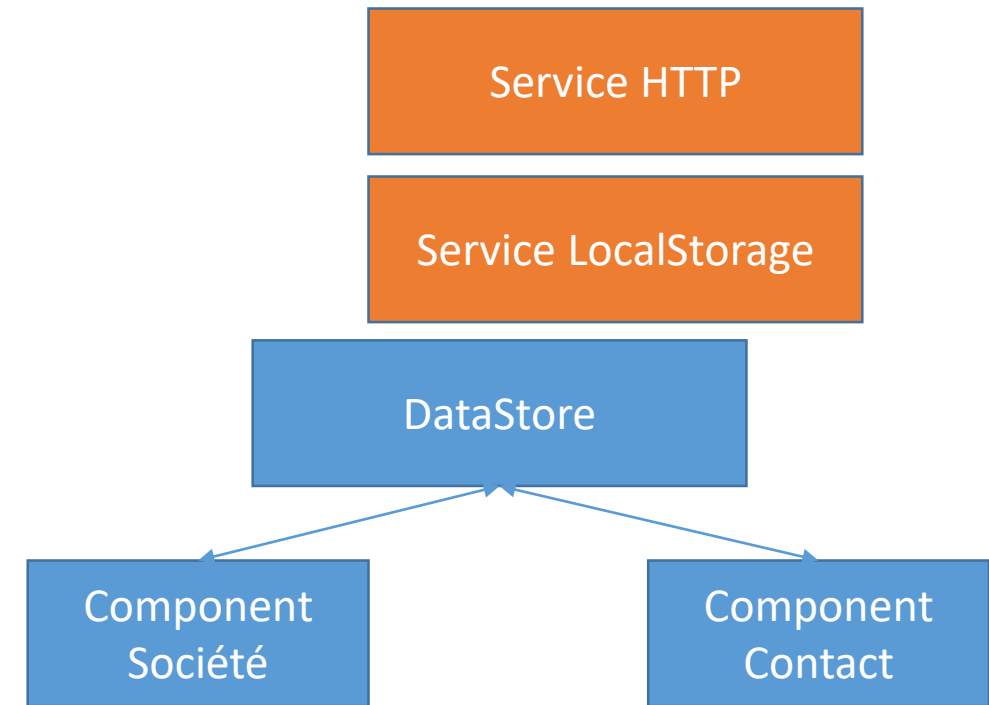 Service HTTP
Service LocalStorage
DataStore
Component
Société
Component
Contact